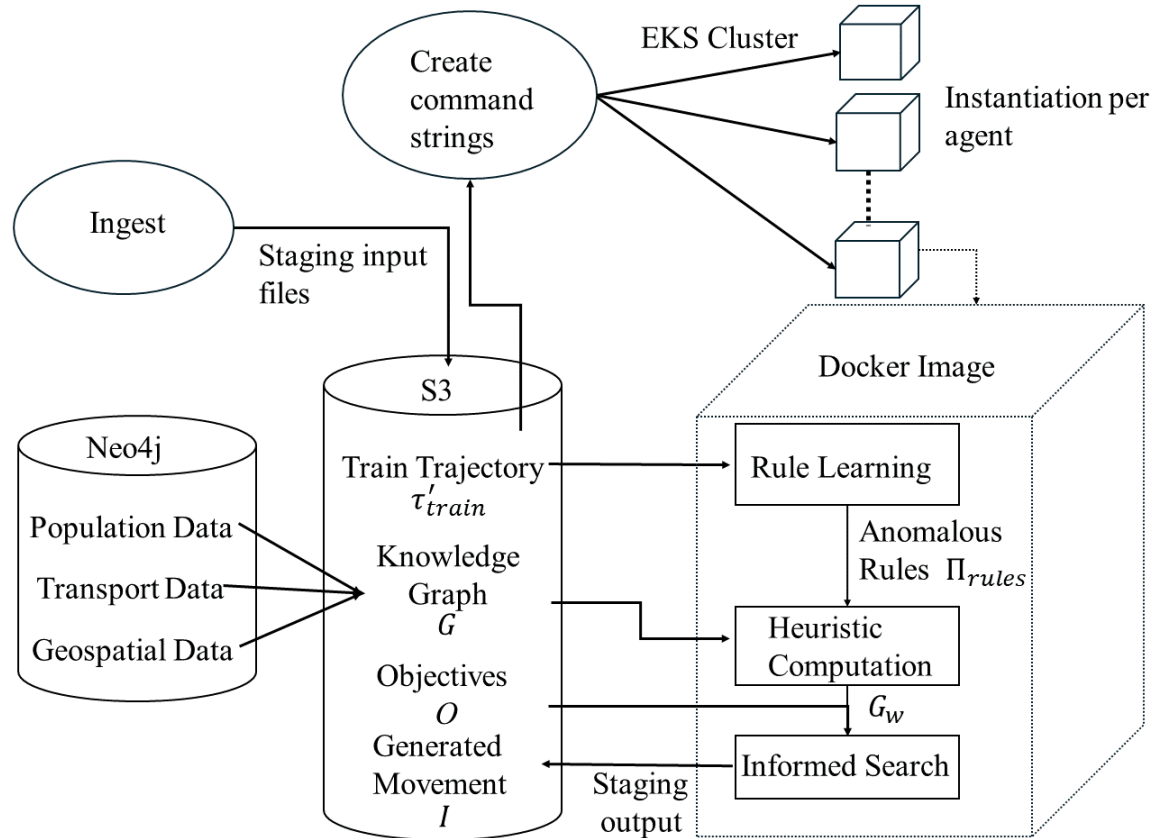 Create
command
strings
EKS Cluster
Instantiation per
agent
Ingest
Staging input
files
Docker Image
S3
Neo4j
Population Data
Transport Data
Geospatial Data
Train Trajectory
τ′train
Knowledge
Graph
G
Objectives
O
Generated
Movement
I
Rule Learning
Anomalous
Rules Πrules
Heuristic
Computation
Gw
Informed Search
Staging
output